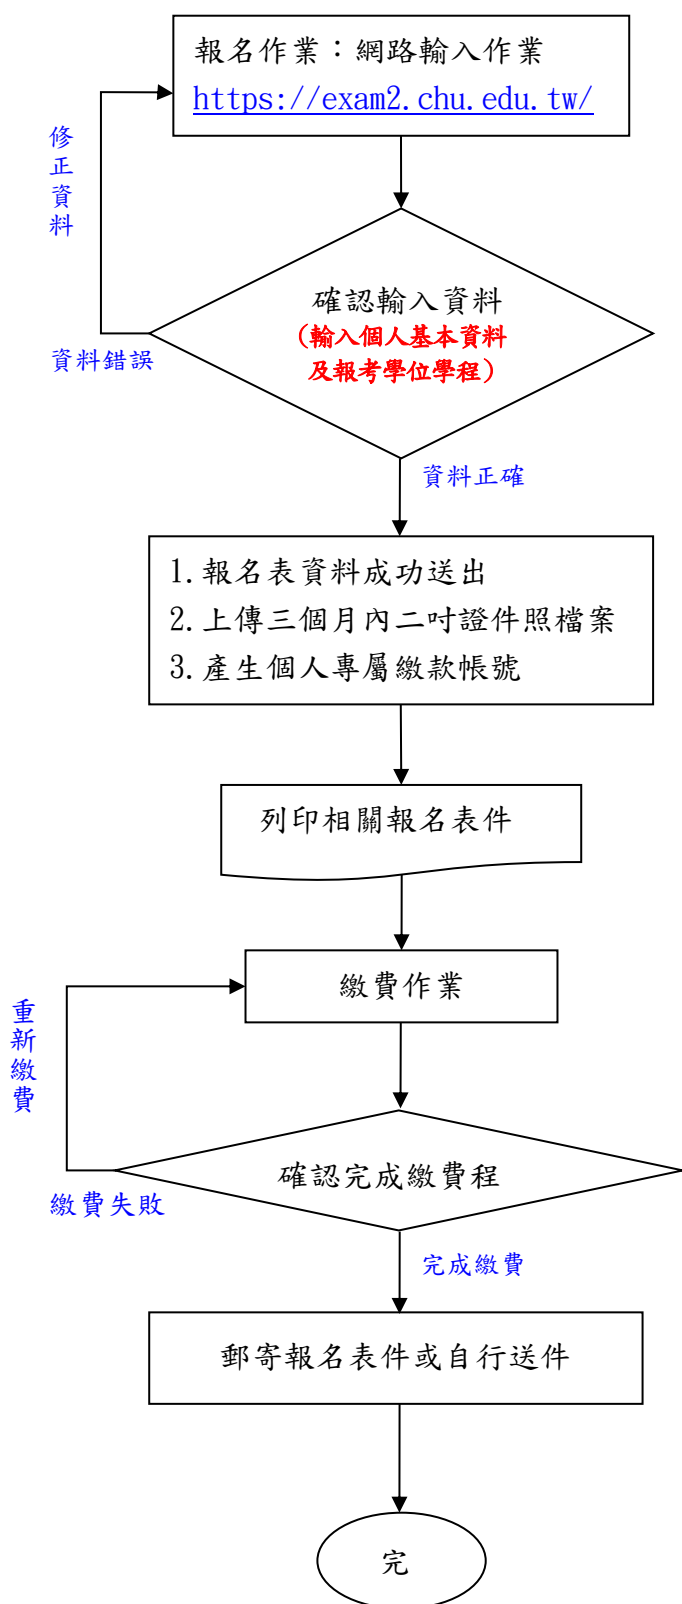 報名作業：網路輸入作業
https://exam2.chu.edu.tw/
修正資料
確認輸入資料
(輸入個人基本資料
及報考學位學程)
資料錯誤
資料正確
1.報名表資料成功送出
2.上傳三個月內二吋證件照檔案
3.產生個人專屬繳款帳號
列印相關報名表件
繳費作業
重新繳費
確認完成繳費程
繳費失敗
完成繳費
郵寄報名表件或自行送件
完